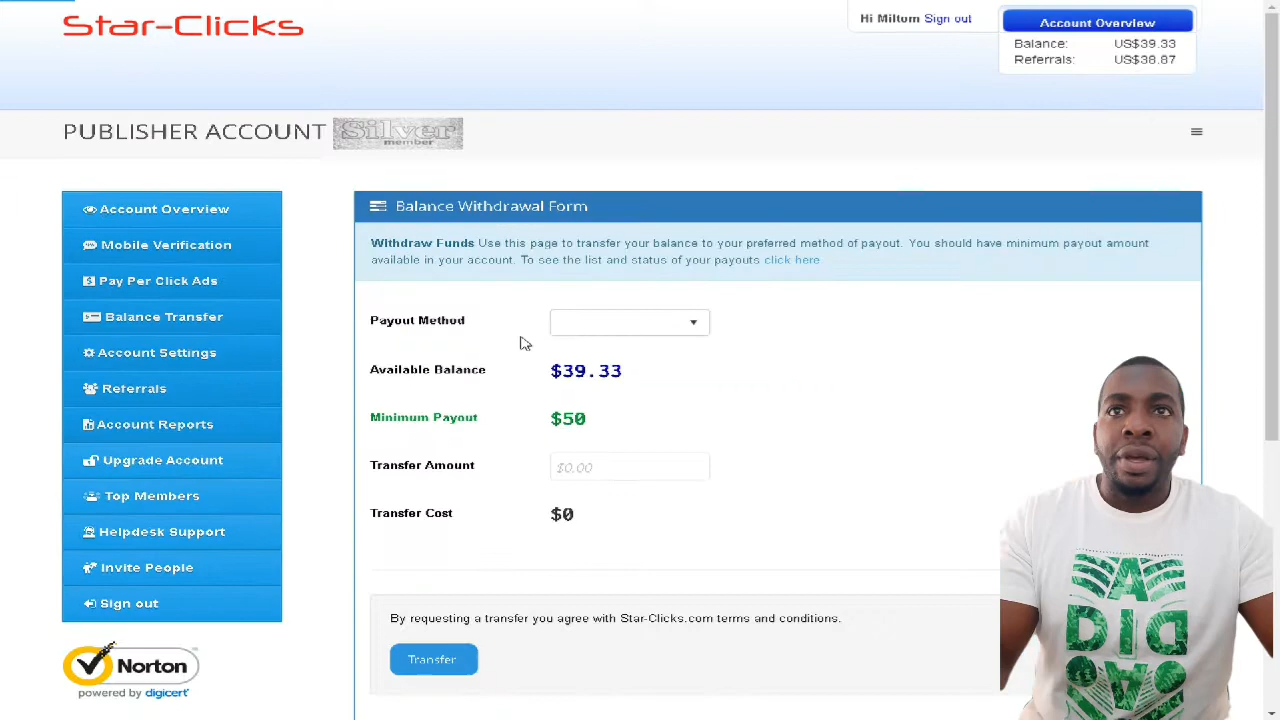 Star-Clicks
Hi Miltom Sign out
Account Overview
Balance: US$39.33
Referrals: US$38.87
PUBLISHER ACCOUNT Silver member
Account Overview
Mobile Verification
Pay Per Click Ads
Balance Transfer
Account Settings
Referrals
Account Reports
Upgrade Account
Top Members
Helpdesk Support
Invite People
Sign out
Norton
powered by digicert
Balance Withdrawal Form
Withdraw Funds Use this page to transfer your balance to your preferred method of payout. You should have minimum payout amount
available in your account. To see the list and status of your payouts click here.
Payout Method
Available Balance $39.33
Minimum Payout $50
Transfer Amount $0.00
Transfer Cost $0
By requesting a transfer you agree with Star-Clicks.com terms and conditions.
Transfer